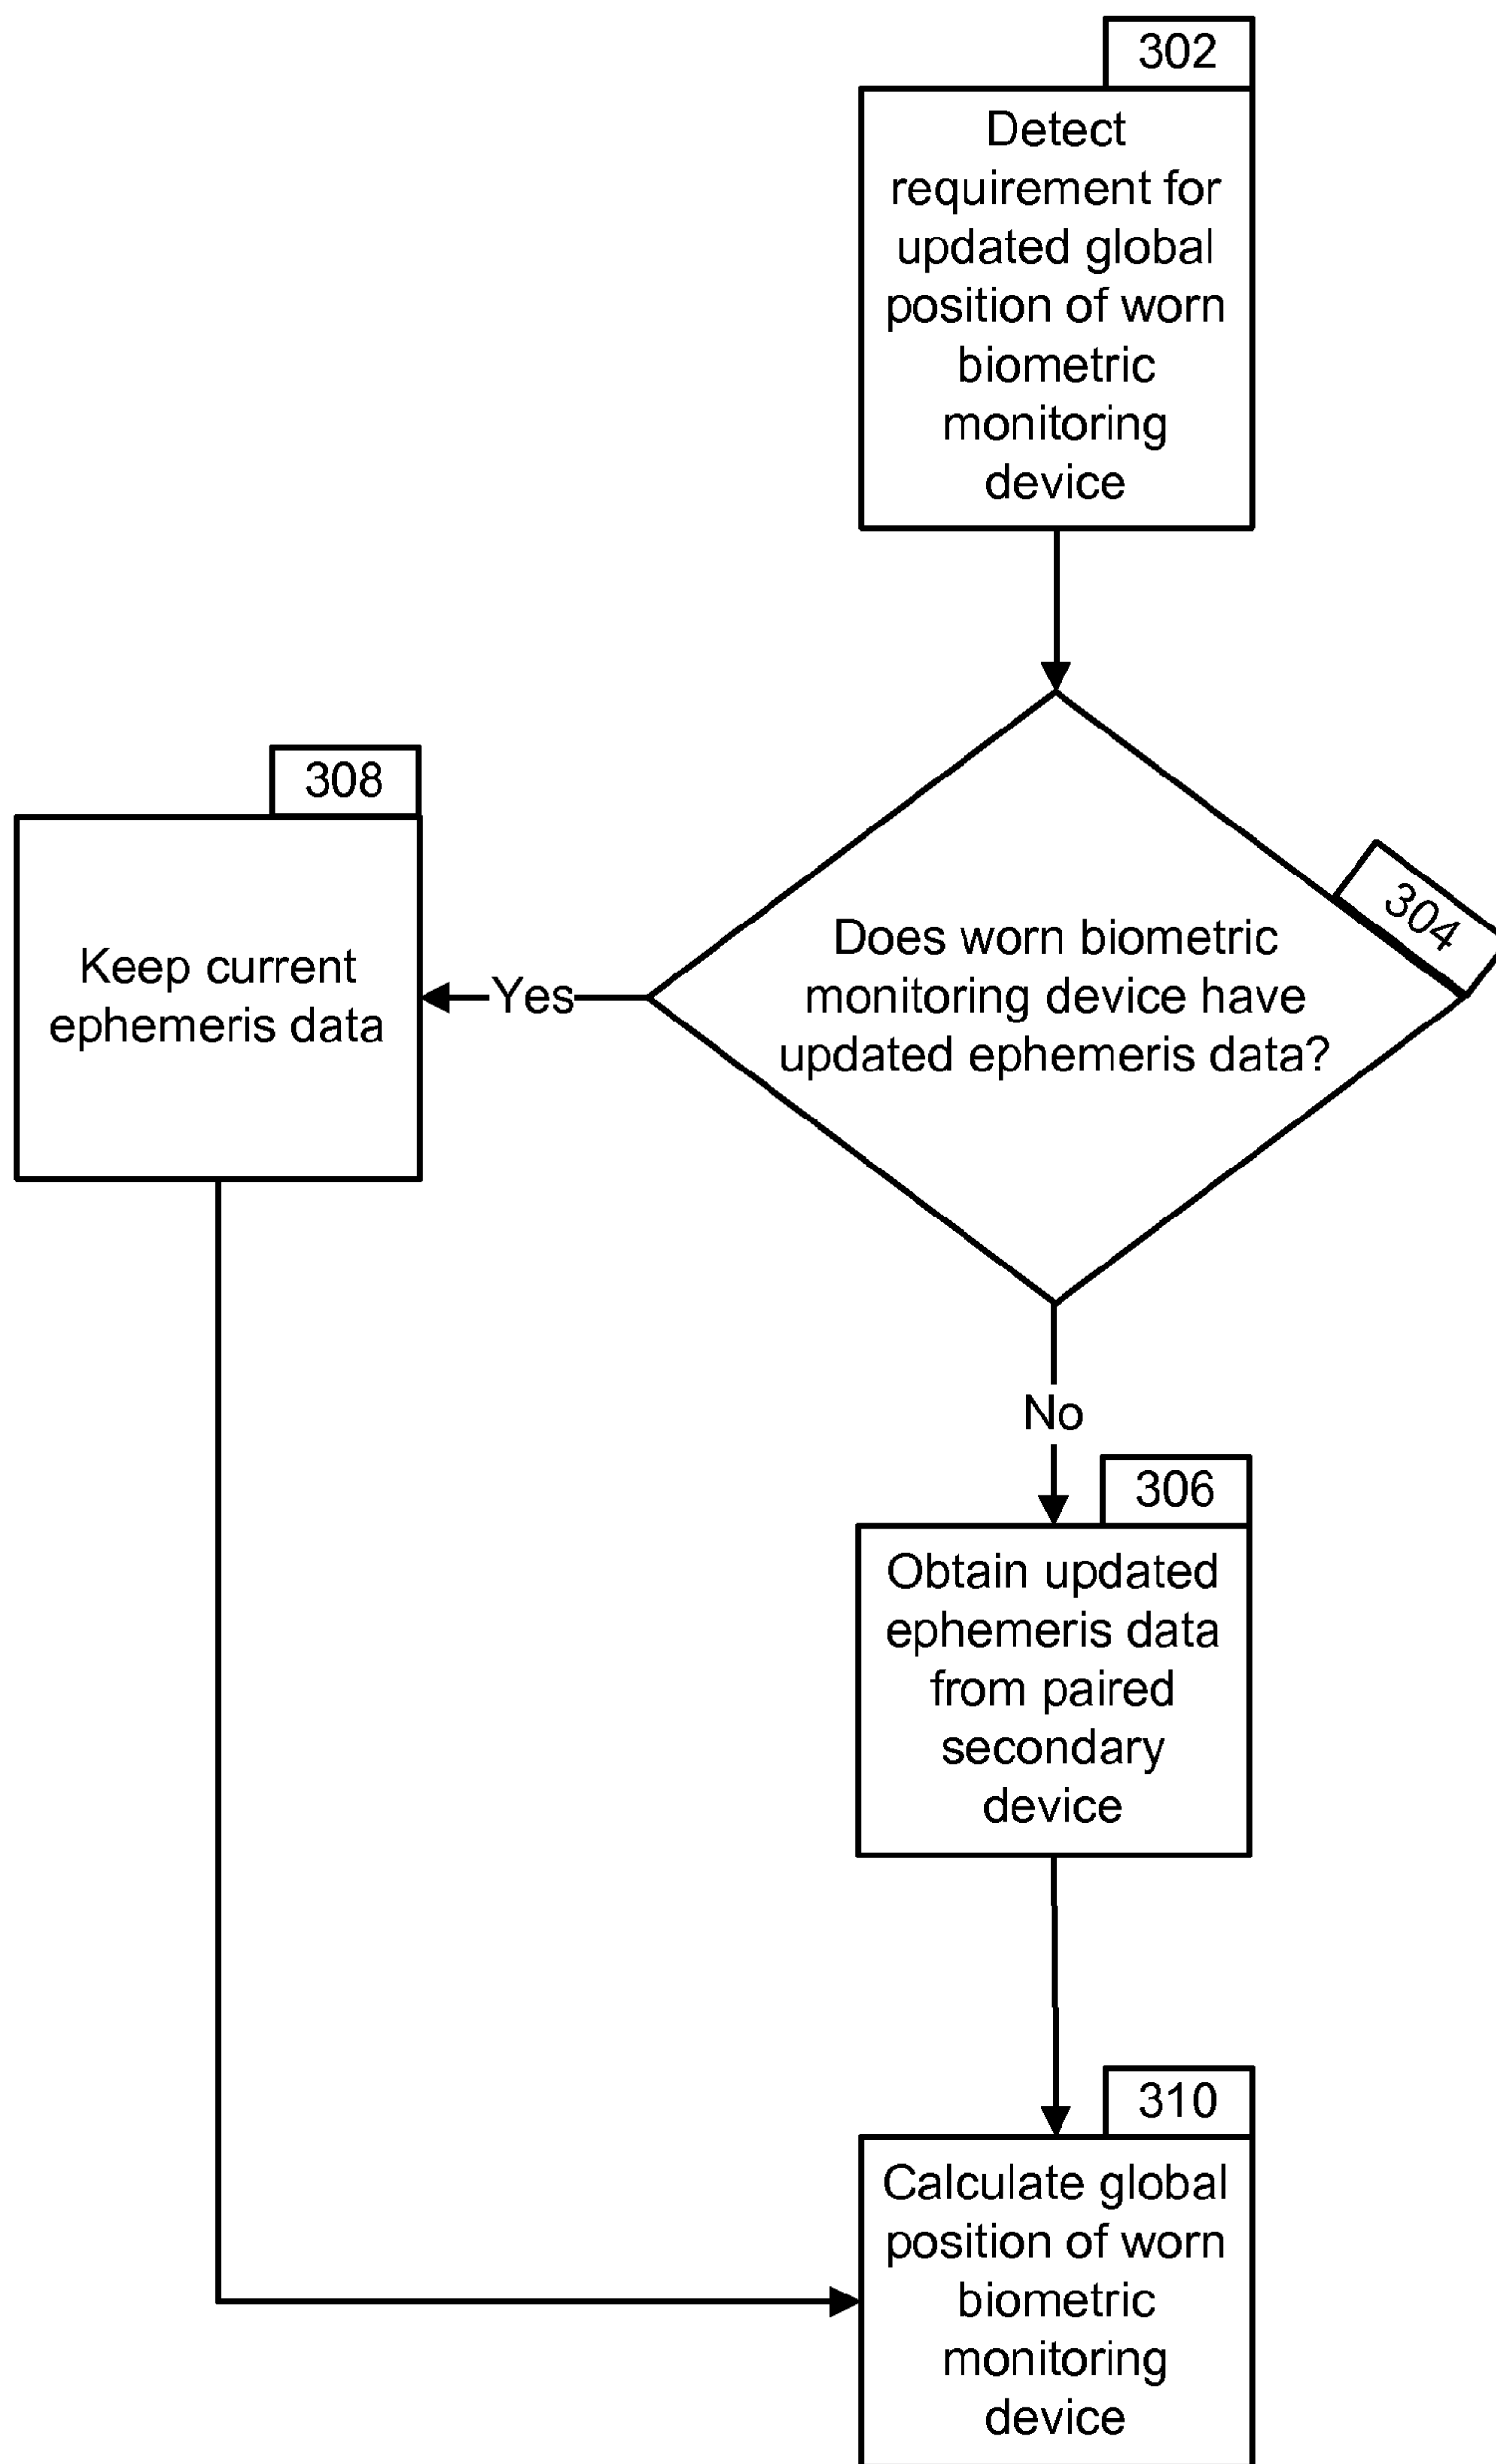 302
Detect
requirement for
updated global
position of worn
biometric
monitoring
device
304
Does worn biometric
monitoring device have
updated ephemeris data?
Yes
308
Keep current
ephemeris data
No
306
Obtain updated
ephemeris data
from paired
secondary
device
310
Calculate global
position of worn
biometric
monitoring
device